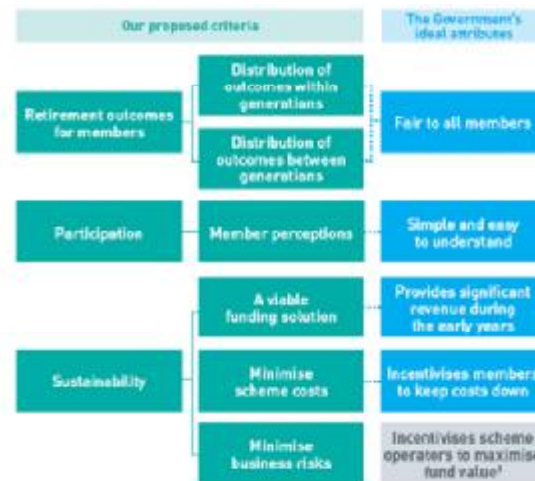 Our proposed criteria
The Government's
ideal attributes
Retirement outcomes
for members
Distribution of
outcomes within
generations
Distribution of
outcomes between
generations
Fair to all members
Participation
Member perceptions
Simple and easy
to understand
Sustainability
A viable
funding solution
Provides significant
revenue during
the early years
Minimise
scheme costs
Incentivises members
to keep costs down
Minimise
business risks
Incentivises scheme
operators to maximise
fund value